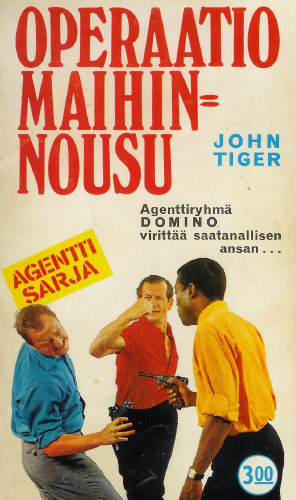 OPERAATIO
MAIHIN=
NOUSU
JOHN
TIGER
Agenttiryhmä
DOMINO
virittää saatanallisen
ansan...
AGENTTI
SARJA
3.00